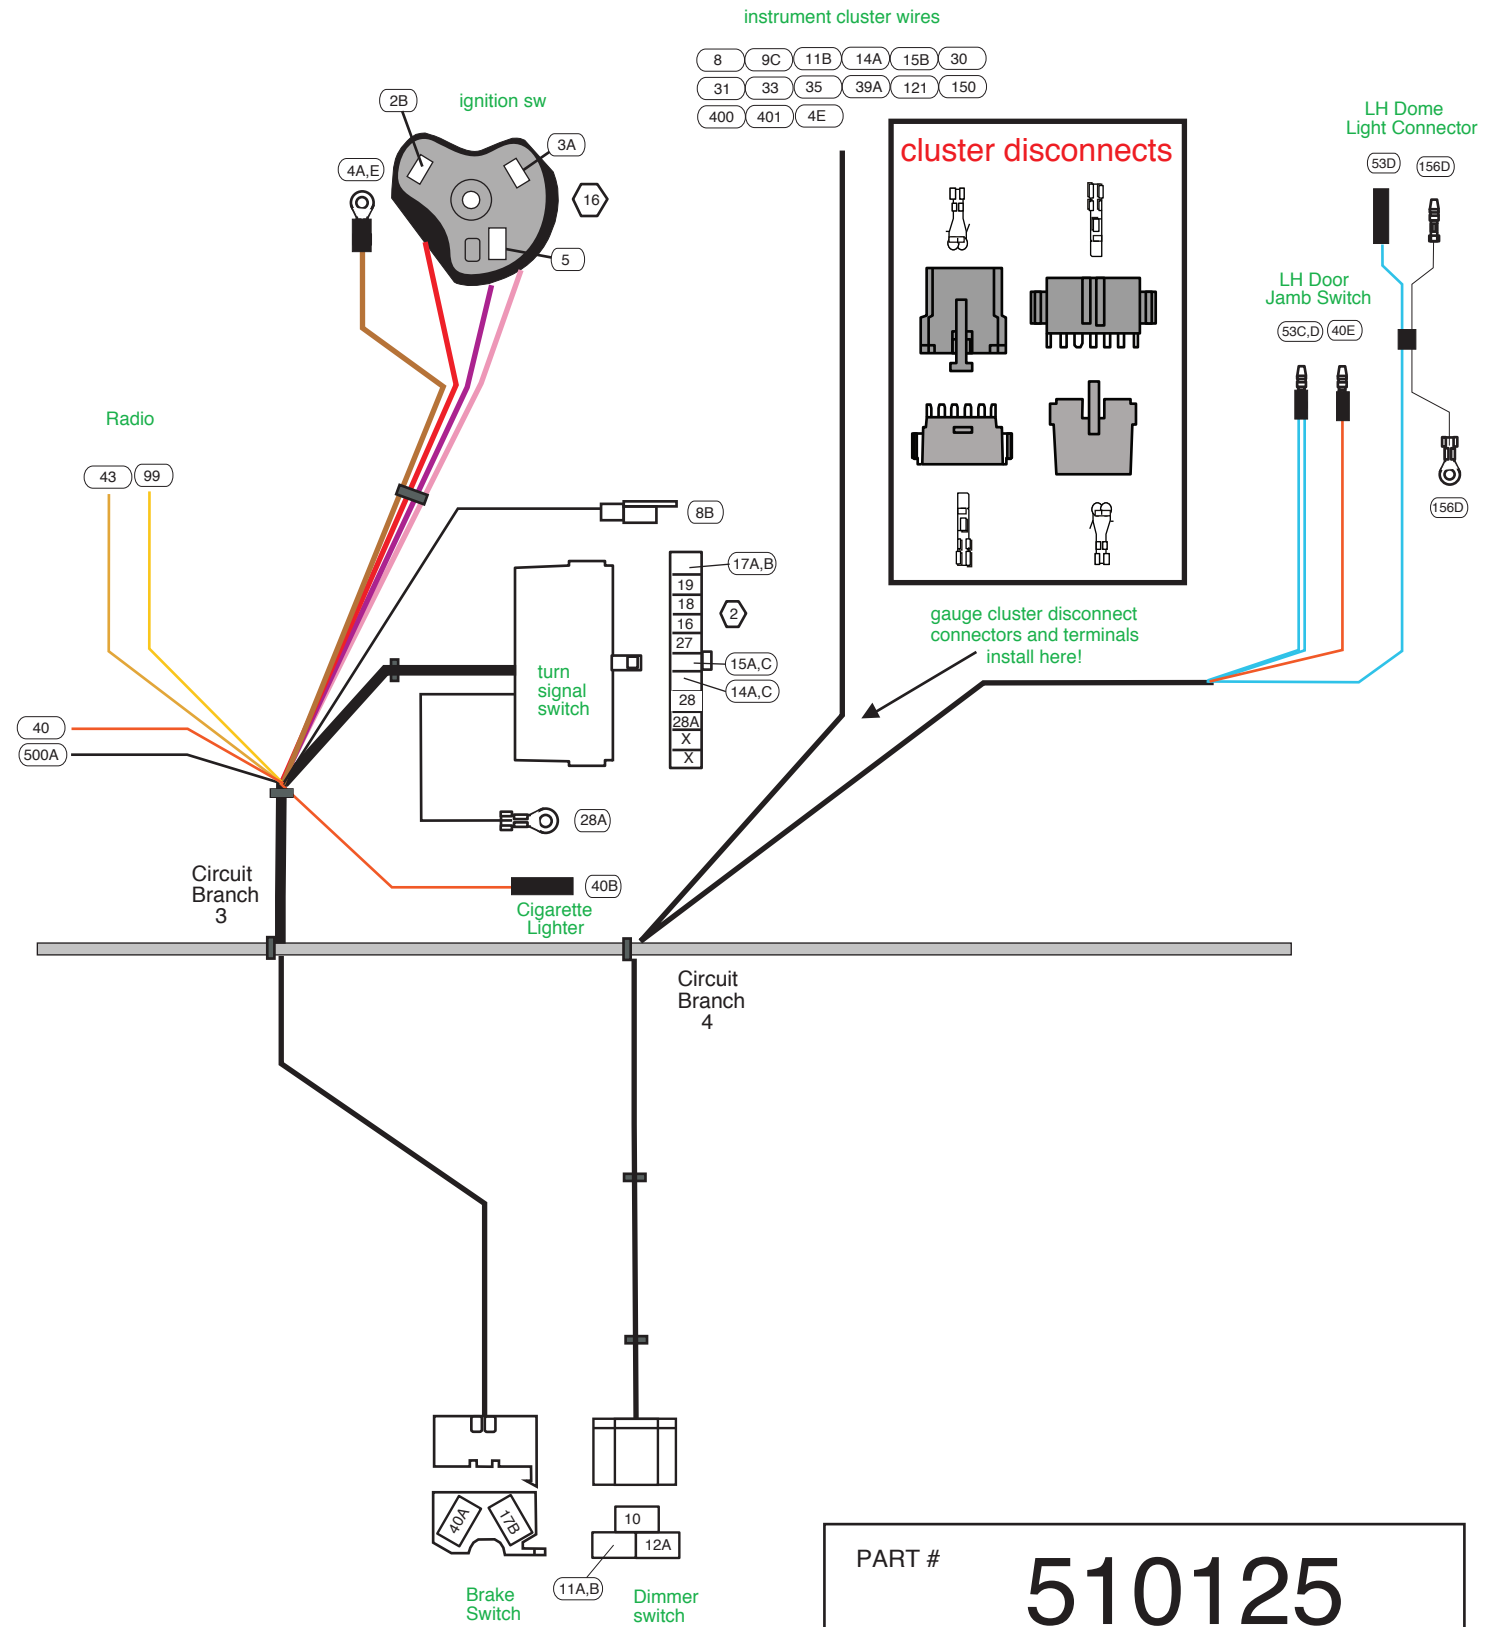 instrument cluster wires
8 9C 11B 14A 15B 30
31 33 35 39A 121 150
400 401 4E
ignition sw
2B
3A
4A,E
16
5
cluster disconnects
LH Dome
Light Connector
53D 156D
LH Door
Jamb Switch
53C,D 40E
156D
Radio
43 99
8B
17A,B
19
18
16
27
15A,C
14A,C
28
28A
X
X
2
turn
signal
switch
gauge cluster disconnect
connectors and terminals
install here!
40
500A
28A
Circuit
Branch
3
40B
Cigarette
Lighter
Circuit
Branch
4
40A 17B
10
12A
11A,B
Brake
Switch
Dimmer
switch
PART #
510125